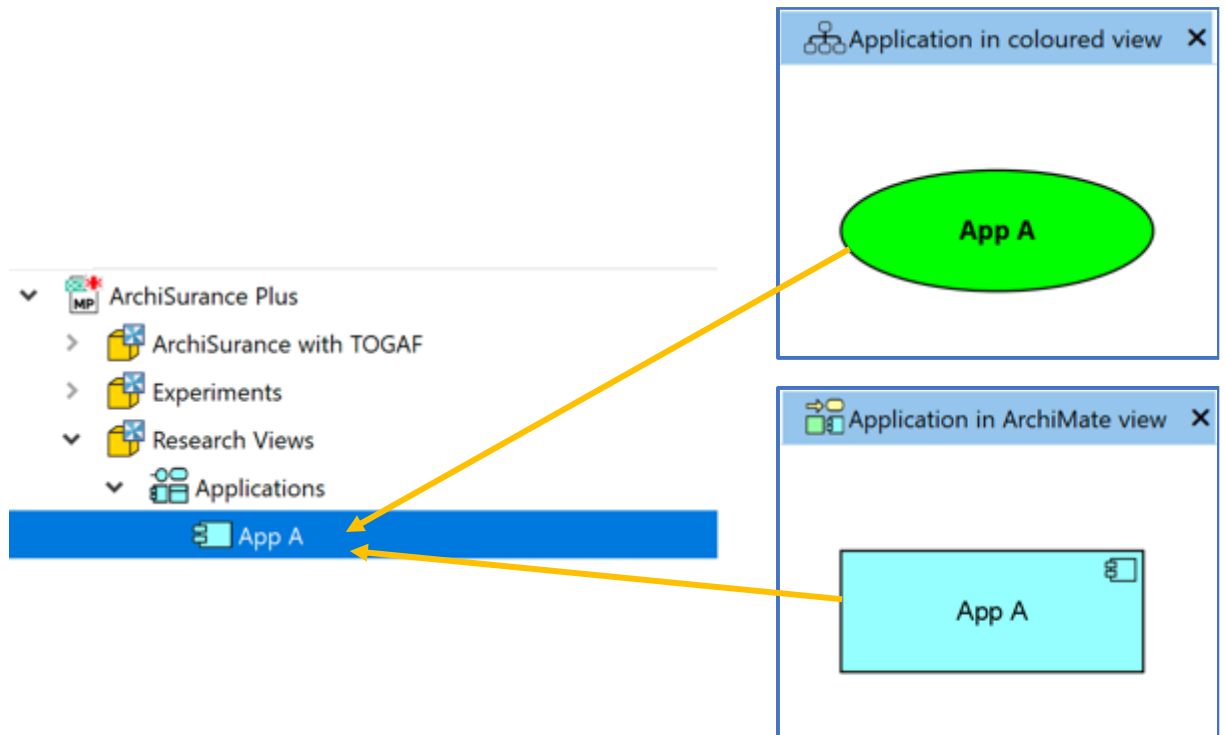 Application in coloured view
App A
MP
ArchiSurance Plus
ArchiSurance with TOGAF
Experiments
Research Views
Applications
App A
Application in ArchiMate view
App A